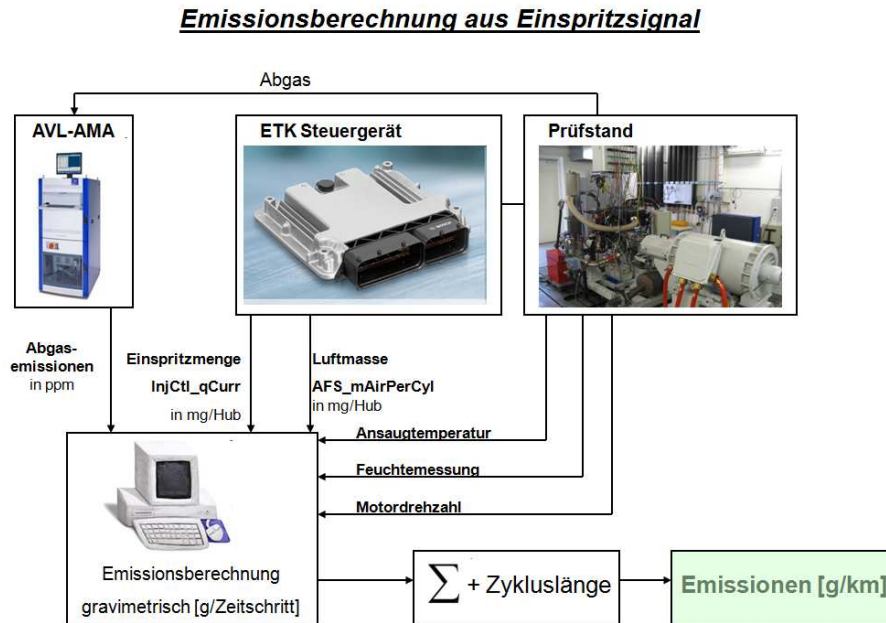 Emissionsberechnung aus Einspritzsignal
Abgas
AVL-AMA
ETK Steuergerät
Prüfstand
Abgas-
emissionen
in ppm
Einspritzmenge
InjCtl_qCurr
in mg/Hub
Luftmasse
AFS_mAirPerCyl
in mg/Hub
Ansaugtemperatur
Feuchtemessung
Motordrehzahl
Emissionsberechnung
gravimetrisch [g/Zeitschritt]
∑ + Zykluslänge
Emissionen [g/km]